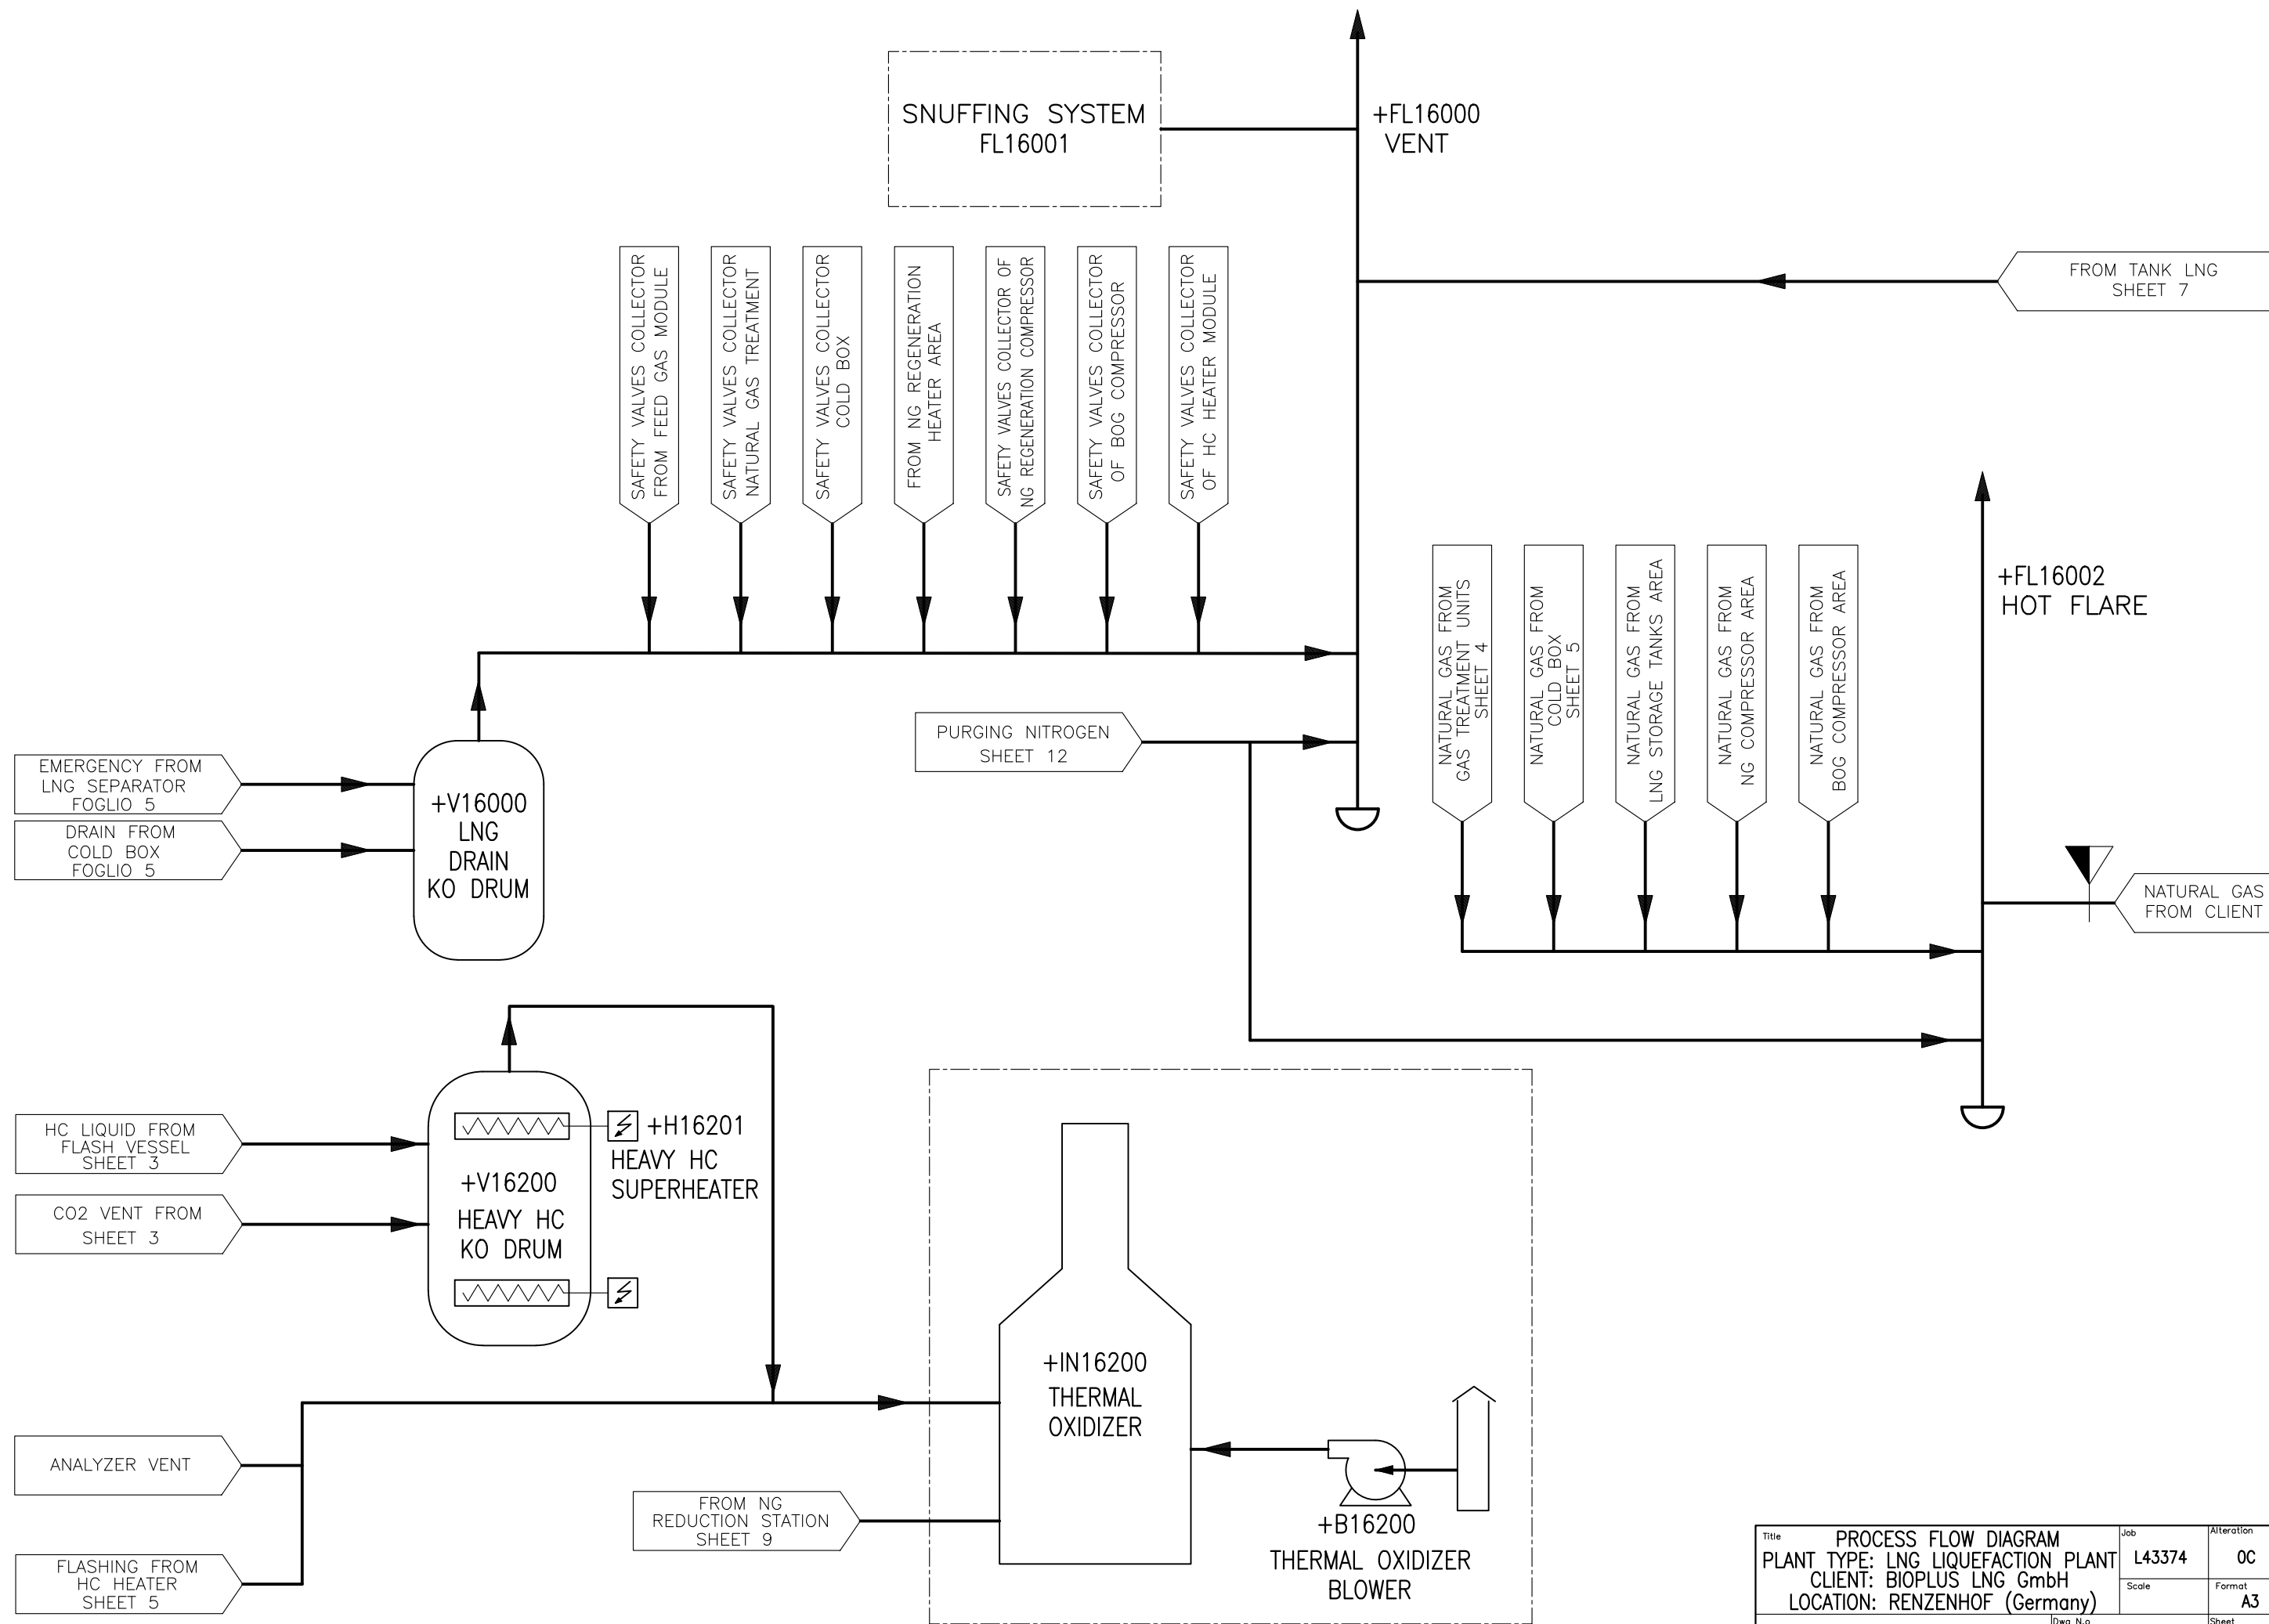 SNUFFING SYSTEM
FL16001
+FL16000
VENT
FROM TANK LNG
SHEET 7
SAFETY VALVES COLLECTOR
FROM FEED GAS MODULE
SAFETY VALVES COLLECTOR
NATURAL GAS TREATMENT
SAFETY VALVES COLLECTOR
COLD BOX
FROM NG REGENERATION
HEATER AREA
SAFETY VALVES COLLECTOR OF
NG REGENERATION COMPRESSOR
SAFETY VALVES COLLECTOR
OF BOG COMPRESSOR
SAFETY VALVES COLLECTOR
OF HC HEATER MODULE
+FL16002
HOT FLARE
NATURAL GAS FROM
GAS TREATMENT UNITS
SHEET 4
NATURAL GAS FROM
COLD BOX
SHEET 5
NATURAL GAS FROM
LNG STORAGE TANKS AREA
NATURAL GAS FROM
NG COMPRESSOR AREA
NATURAL GAS FROM
BOG COMPRESSOR AREA
PURGING NITROGEN
SHEET 12
EMERGENCY FROM
LNG SEPARATOR
FOGLIO 5
DRAIN FROM
COLD BOX
FOGLIO 5
+V16000
LNG
DRAIN
KO DRUM
NATURAL GAS
FROM CLIENT
HC LIQUID FROM
FLASH VESSEL
SHEET 3
CO2 VENT FROM
SHEET 3
+H16201
HEAVY HC
SUPERHEATER
+V16200
HEAVY HC
KO DRUM
+IN16200
THERMAL
OXIDIZER
ANALYZER VENT
FROM NG
REDUCTION STATION
SHEET 9
+B16200
THERMAL OXIDIZER
BLOWER
FLASHING FROM
HC HEATER
SHEET 5
Title
PROCESS FLOW DIAGRAM
PLANT TYPE: LNG LIQUEFACTION PLANT
CLIENT: BIOPLUS LNG GmbH
LOCATION: RENZENHOF (Germany)
Job
L43374
Alteration
0C
Scale
Format
A3
Dwg N.o
Sheet